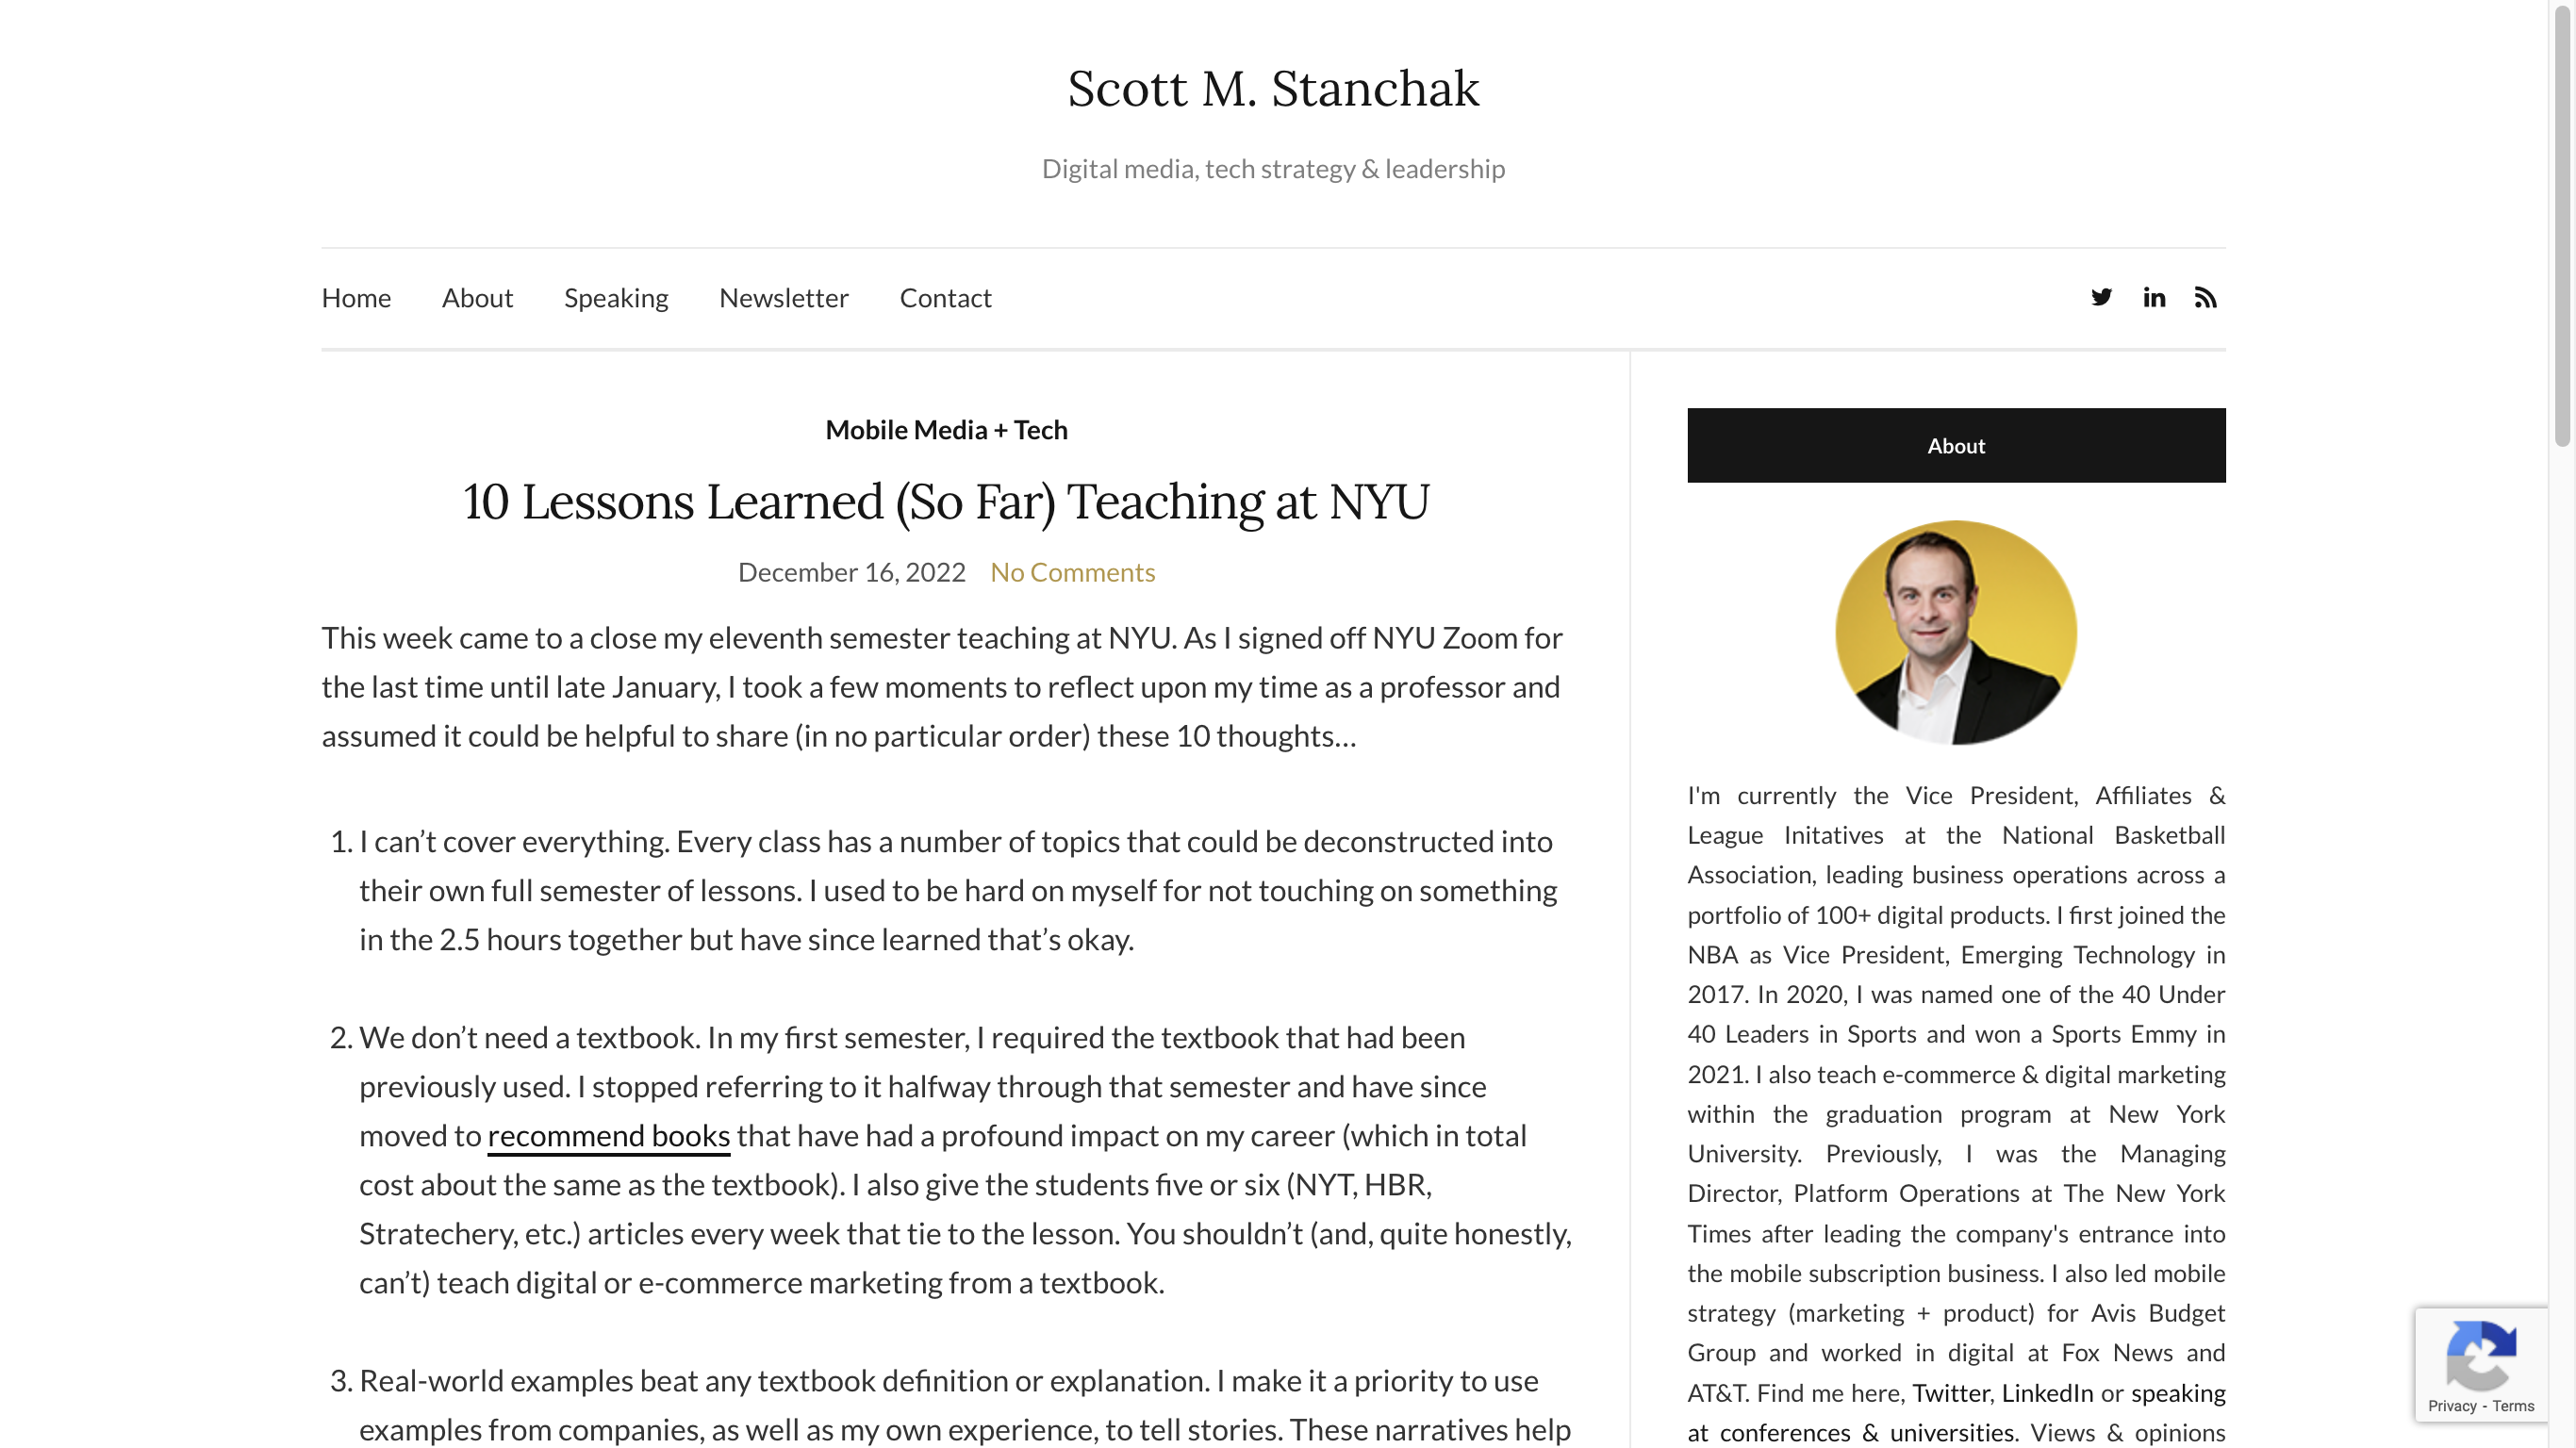 Scott M. Stanchak
Digital media, tech strategy & leadership
Home About Speaking Newsletter Contact
Mobile Media + Tech
10 Lessons Learned (So Far) Teaching at NYU
December 16, 2022 No Comments
This week came to a close my eleventh semester teaching at NYU. As I signed off NYU Zoom for
the last time until late January, I took a few moments to reflect upon my time as a professor and
assumed it could be helpful to share (in no particular order) these 10 thoughts…
1. I can’t cover everything. Every class has a number of topics that could be deconstructed into
their own full semester of lessons. I used to be hard on myself for not touching on something
in the 2.5 hours together but have since learned that’s okay.
2. We don’t need a textbook. In my first semester, I required the textbook that had been
previously used. I stopped referring to it halfway through that semester and have since
moved to recommend books that have had a profound impact on my career (which in total
cost about the same as the textbook). I also give the students five or six (NYT, HBR,
Stratechery, etc.) articles every week that tie to the lesson. You shouldn’t (and, quite honestly,
can’t) teach digital or e-commerce marketing from a textbook.
3. Real-world examples beat any textbook definition or explanation. I make it a priority to use
examples from companies, as well as my own experience, to tell stories. These narratives help
About
I'm currently the Vice President, Affiliates &
League Initatives at the National Basketball
Association, leading business operations across a
portfolio of 100+ digital products. I first joined the
NBA as Vice President, Emerging Technology in
2017. In 2020, I was named one of the 40 Under
40 Leaders in Sports and won a Sports Emmy in
2021. I also teach e-commerce & digital marketing
within the graduation program at New York
University. Previously, I was the Managing
Director, Platform Operations at The New York
Times after leading the company's entrance into
the mobile subscription business. I also led mobile
strategy (marketing + product) for Avis Budget
Group and worked in digital at Fox News and
AT&T. Find me here, Twitter, LinkedIn or speaking
at conferences & universities. Views & opinions
Privacy - Terms